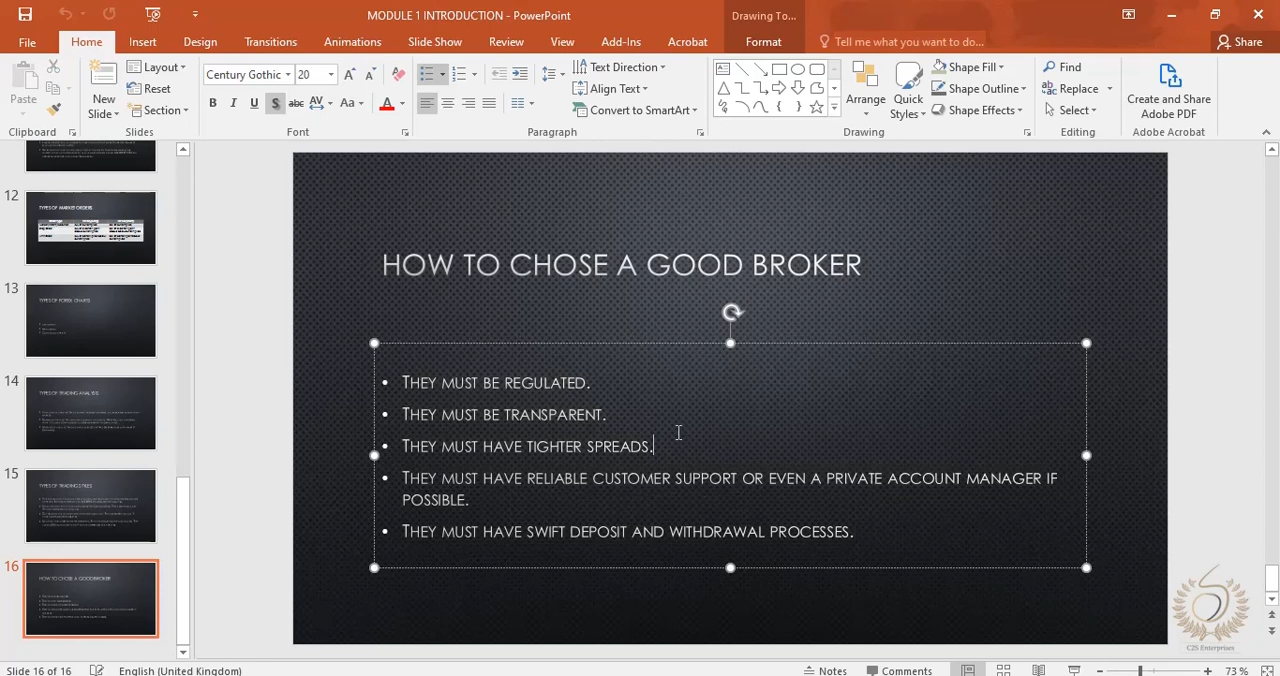 MODULE 1 INTRODUCTION - PowerPoint
Drawing To...
File Home Insert Design Transitions Animations Slide Show Review View Add-Ins Acrobat Format Tell me what you want to do... Share
Paste
Clipboard
New
Slide
Layout
Reset
Section
Slides
Century Gothic 20
B I U S abc AV Aa A
Font
Text Direction
Align Text
Convert to SmartArt
Paragraph
Arrange
Quick
Styles
Shape Fill
Shape Outline
Shape Effects
Drawing
Find
Replace
Select
Editing
Create and Share
Adobe PDF
Adobe Acrobat
12
TYPES OF MARKET ORDERS
13
14
TYPES OF TRADING ANALYSIS
15
TYPES OF TRADING STYLES
16
HOW TO CHOSE A GOOD BROKER
HOW TO CHOSE A GOOD BROKER
• THEY MUST BE REGULATED.
• THEY MUST BE TRANSPARENT.
• THEY MUST HAVE TIGHTER SPREADS.
• THEY MUST HAVE RELIABLE CUSTOMER SUPPORT OR EVEN A PRIVATE ACCOUNT MANAGER IF
POSSIBLE.
• THEY MUST HAVE SWIFT DEPOSIT AND WITHDRAWAL PROCESSES.
C2S Enterprises
Slide 16 of 16 English (United Kingdom) Notes Comments 73 %